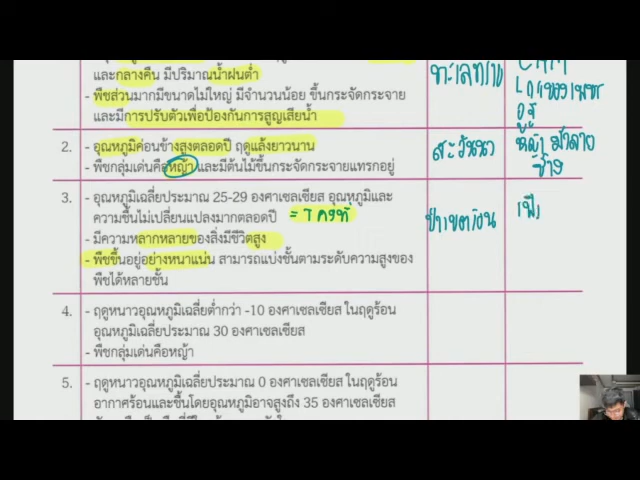 และกลางคืน มีปริมาณน้ำฝนต่ำ
- พืชส่วนมากมีขนาดไม่ใหญ่ มีจำนวนน้อย ขึ้นกระจัดกระจาย
และมีการปรับตัวเพื่อป้องกันการสูญเสียน้ำ
ทะเลทราย
2. - อุณหภูมิค่อนข้างสูงตลอดปี ฤดูแล้งยาวนาน
- พืชกลุ่มเด่นคือหญ้า และมีต้นไม้ขึ้นกระจัดกระจายแทรกอยู่
สะวันนา
หญ้า ม้าลาย
ช้าง
3. - อุณหภูมิเฉลี่ยประมาณ 25-29 องศาเซลเซียส อุณหภูมิและ
ความชื้นไม่เปลี่ยนแปลงมากตลอดปี = T คงที่
- มีความหลากหลายของสิ่งมีชีวิตสูง
- พืชขึ้นอยู่อย่างหนาแน่น สามารถแบ่งชั้นตามระดับความสูงของ
พืชได้หลายชั้น
ป่าเขตร้อน
4. - ฤดูหนาวอุณหภูมิเฉลี่ยต่ำกว่า -10 องศาเซลเซียส ในฤดูร้อน
อุณหภูมิเฉลี่ยประมาณ 30 องศาเซลเซียส
- พืชกลุ่มเด่นคือหญ้า
5. - ฤดูหนาวอุณหภูมิเฉลี่ยประมาณ 0 องศาเซลเซียส ในฤดูร้อน
อากาศร้อนและชื้นโดยอุณหภูมิอาจสูงถึง 35 องศาเซลเซียส